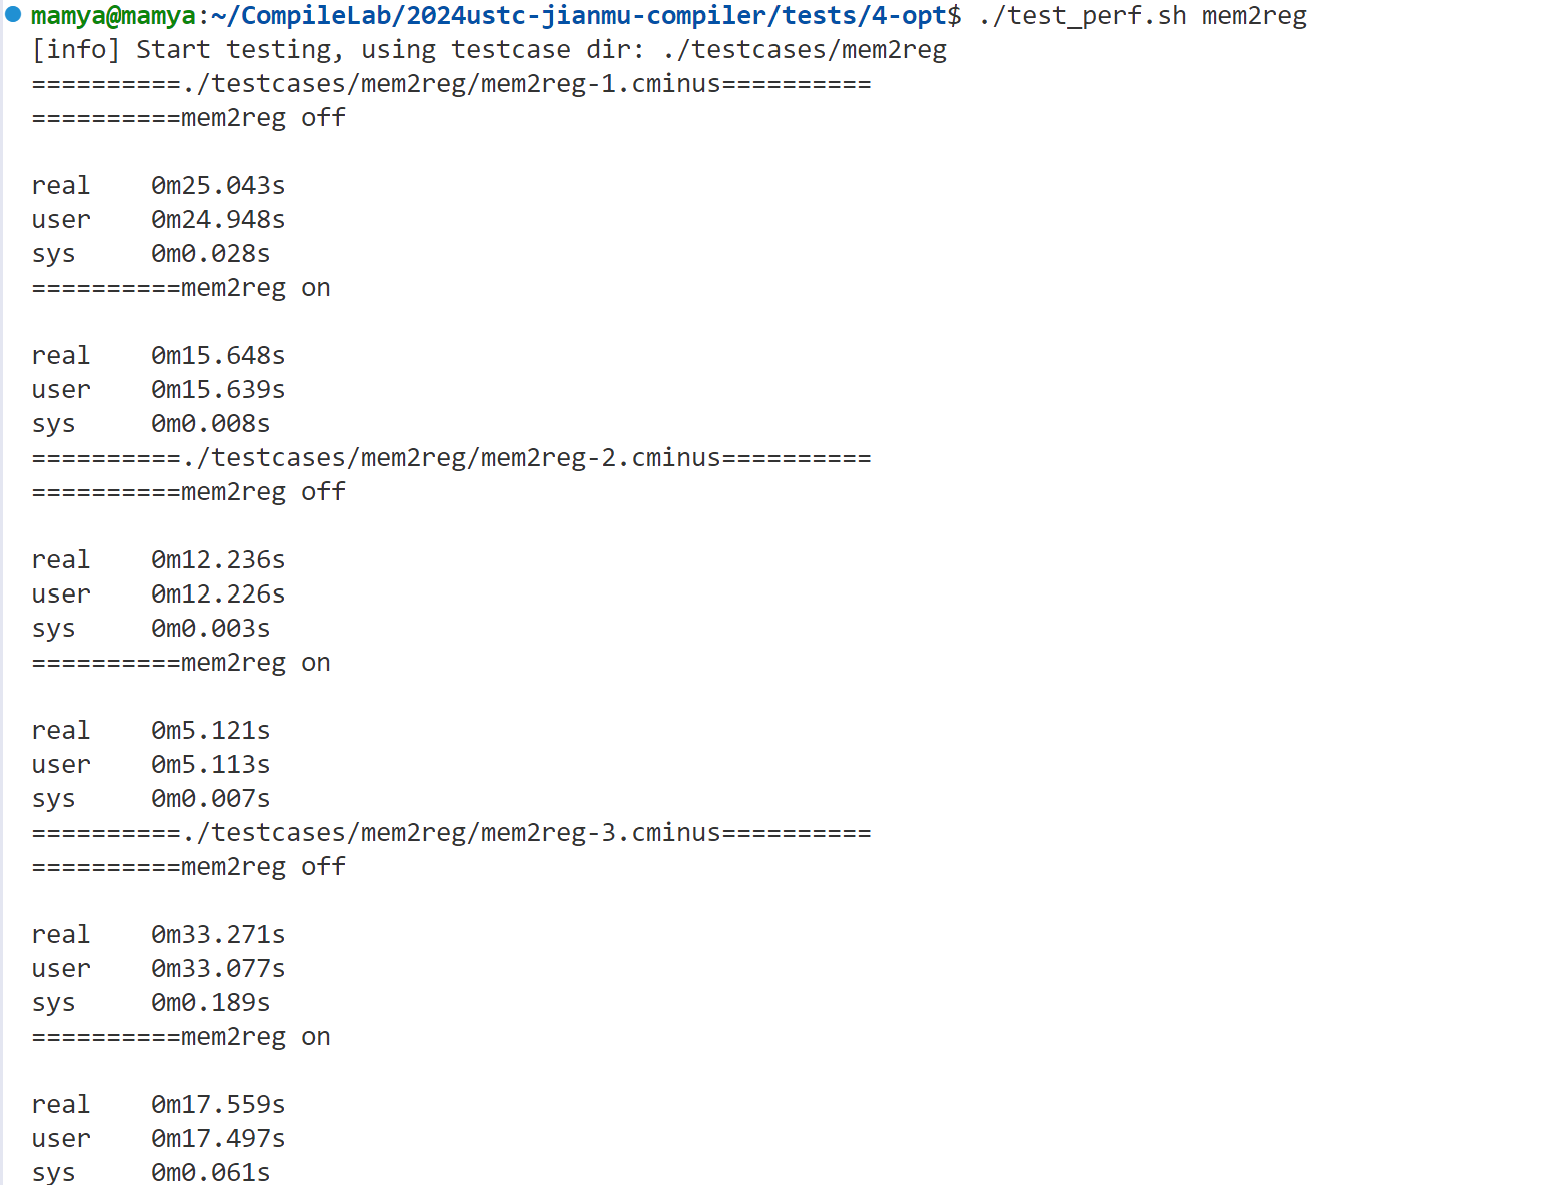 mamya@mamya:~/CompileLab/2024ustc-jianmu-compiler/tests/4-opt$ ./test_perf.sh mem2reg
[info] Start testing, using testcase dir: ./testcases/mem2reg
==========./testcases/mem2reg/mem2reg-1.cminus==========
==========mem2reg off
real    0m25.043s
user    0m24.948s
sys     0m0.028s
==========mem2reg on
real    0m15.648s
user    0m15.639s
sys     0m0.008s
==========./testcases/mem2reg/mem2reg-2.cminus==========
==========mem2reg off
real    0m12.236s
user    0m12.226s
sys     0m0.003s
==========mem2reg on
real    0m5.121s
user    0m5.113s
sys     0m0.007s
==========./testcases/mem2reg/mem2reg-3.cminus==========
==========mem2reg off
real    0m33.271s
user    0m33.077s
sys     0m0.189s
==========mem2reg on
real    0m17.559s
user    0m17.497s
sys     0m0.061s